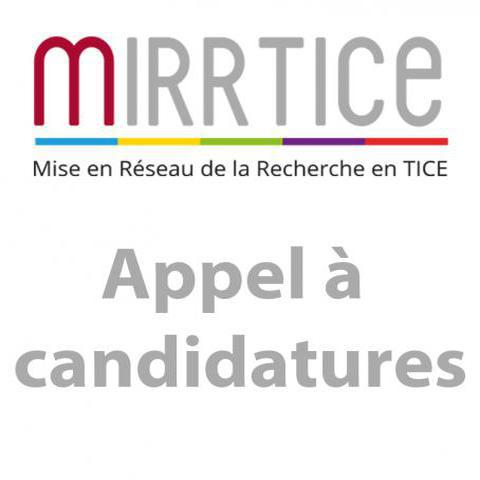 MIRRTICE
Mise en Réseau de la Recherche en TICE
Appel à
candidatures